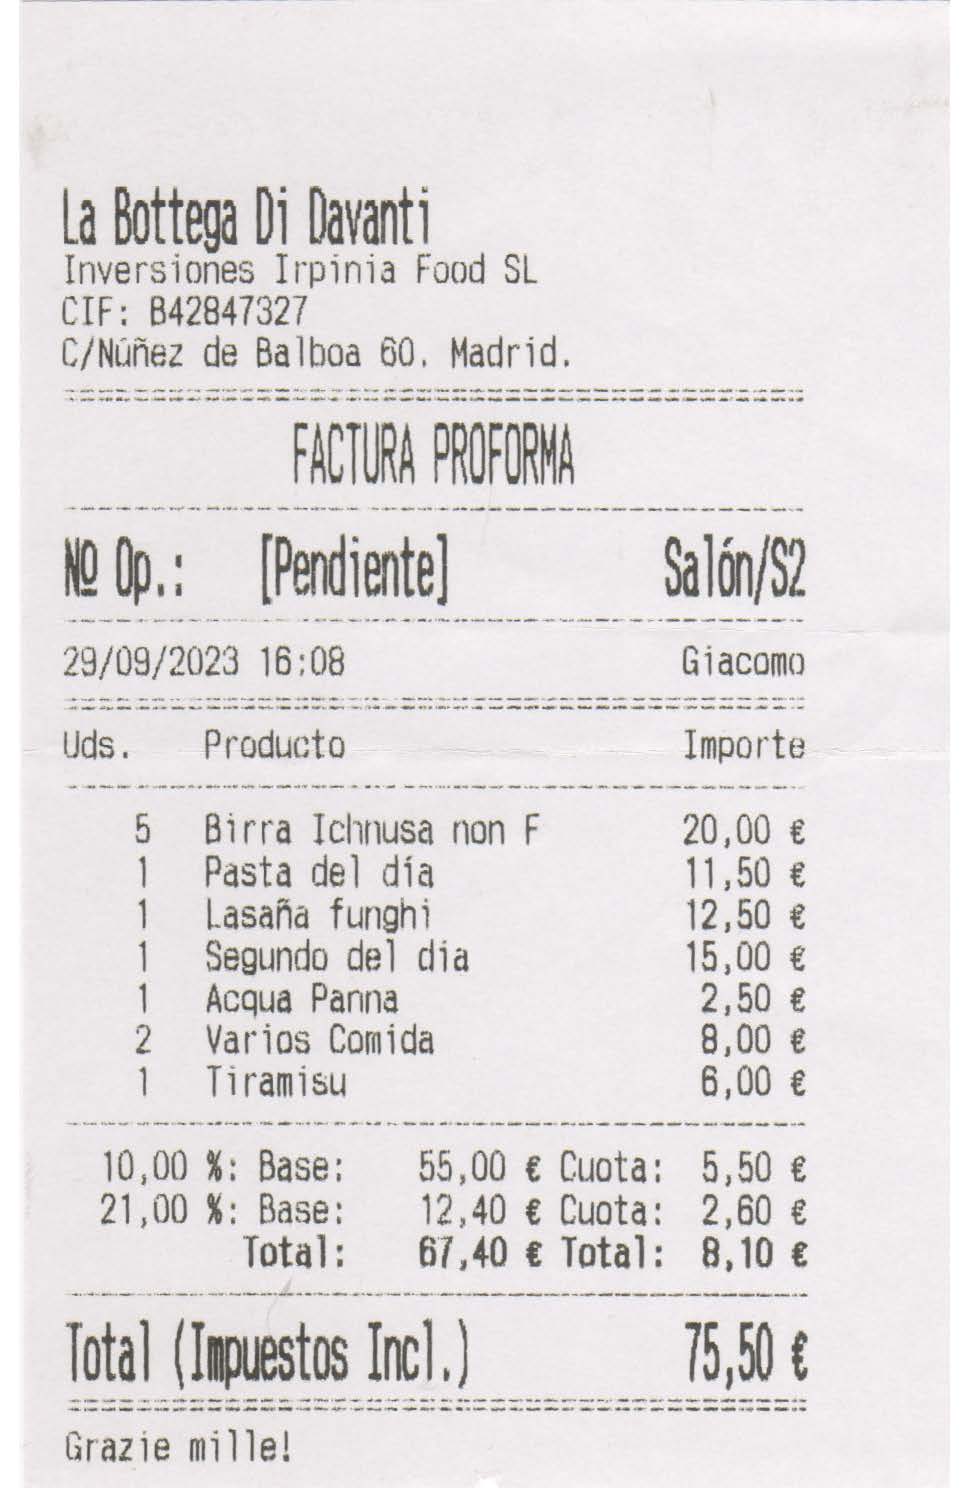 La Bottega Di Davanti
Inversiones Irpinia Food SL
CIF: B42847327
C/Núñez de Balboa 60. Madrid.
FACTURA PROFORMA
Nº Op.: [Pendiente] Salón/S2
29/09/2023 16:08 Giacomo
Uds. Producto Importe
5 Birra Ichnusa non F 20,00 €
1 Pasta del día 11,50 €
1 Lasaña funghi 12,50 €
1 Segundo del dia 15,00 €
1 Acqua Panna 2,50 €
2 Varios Comida 8,00 €
1 Tiramisu 6,00 €
10,00 %: Base: 55,00 € Cuota: 5,50 €
21,00 %: Base: 12,40 € Cuota: 2,60 €
Total: 67,40 € Total: 8,10 €
Total (Impuestos Incl.) 75,50 €
Grazie mille!